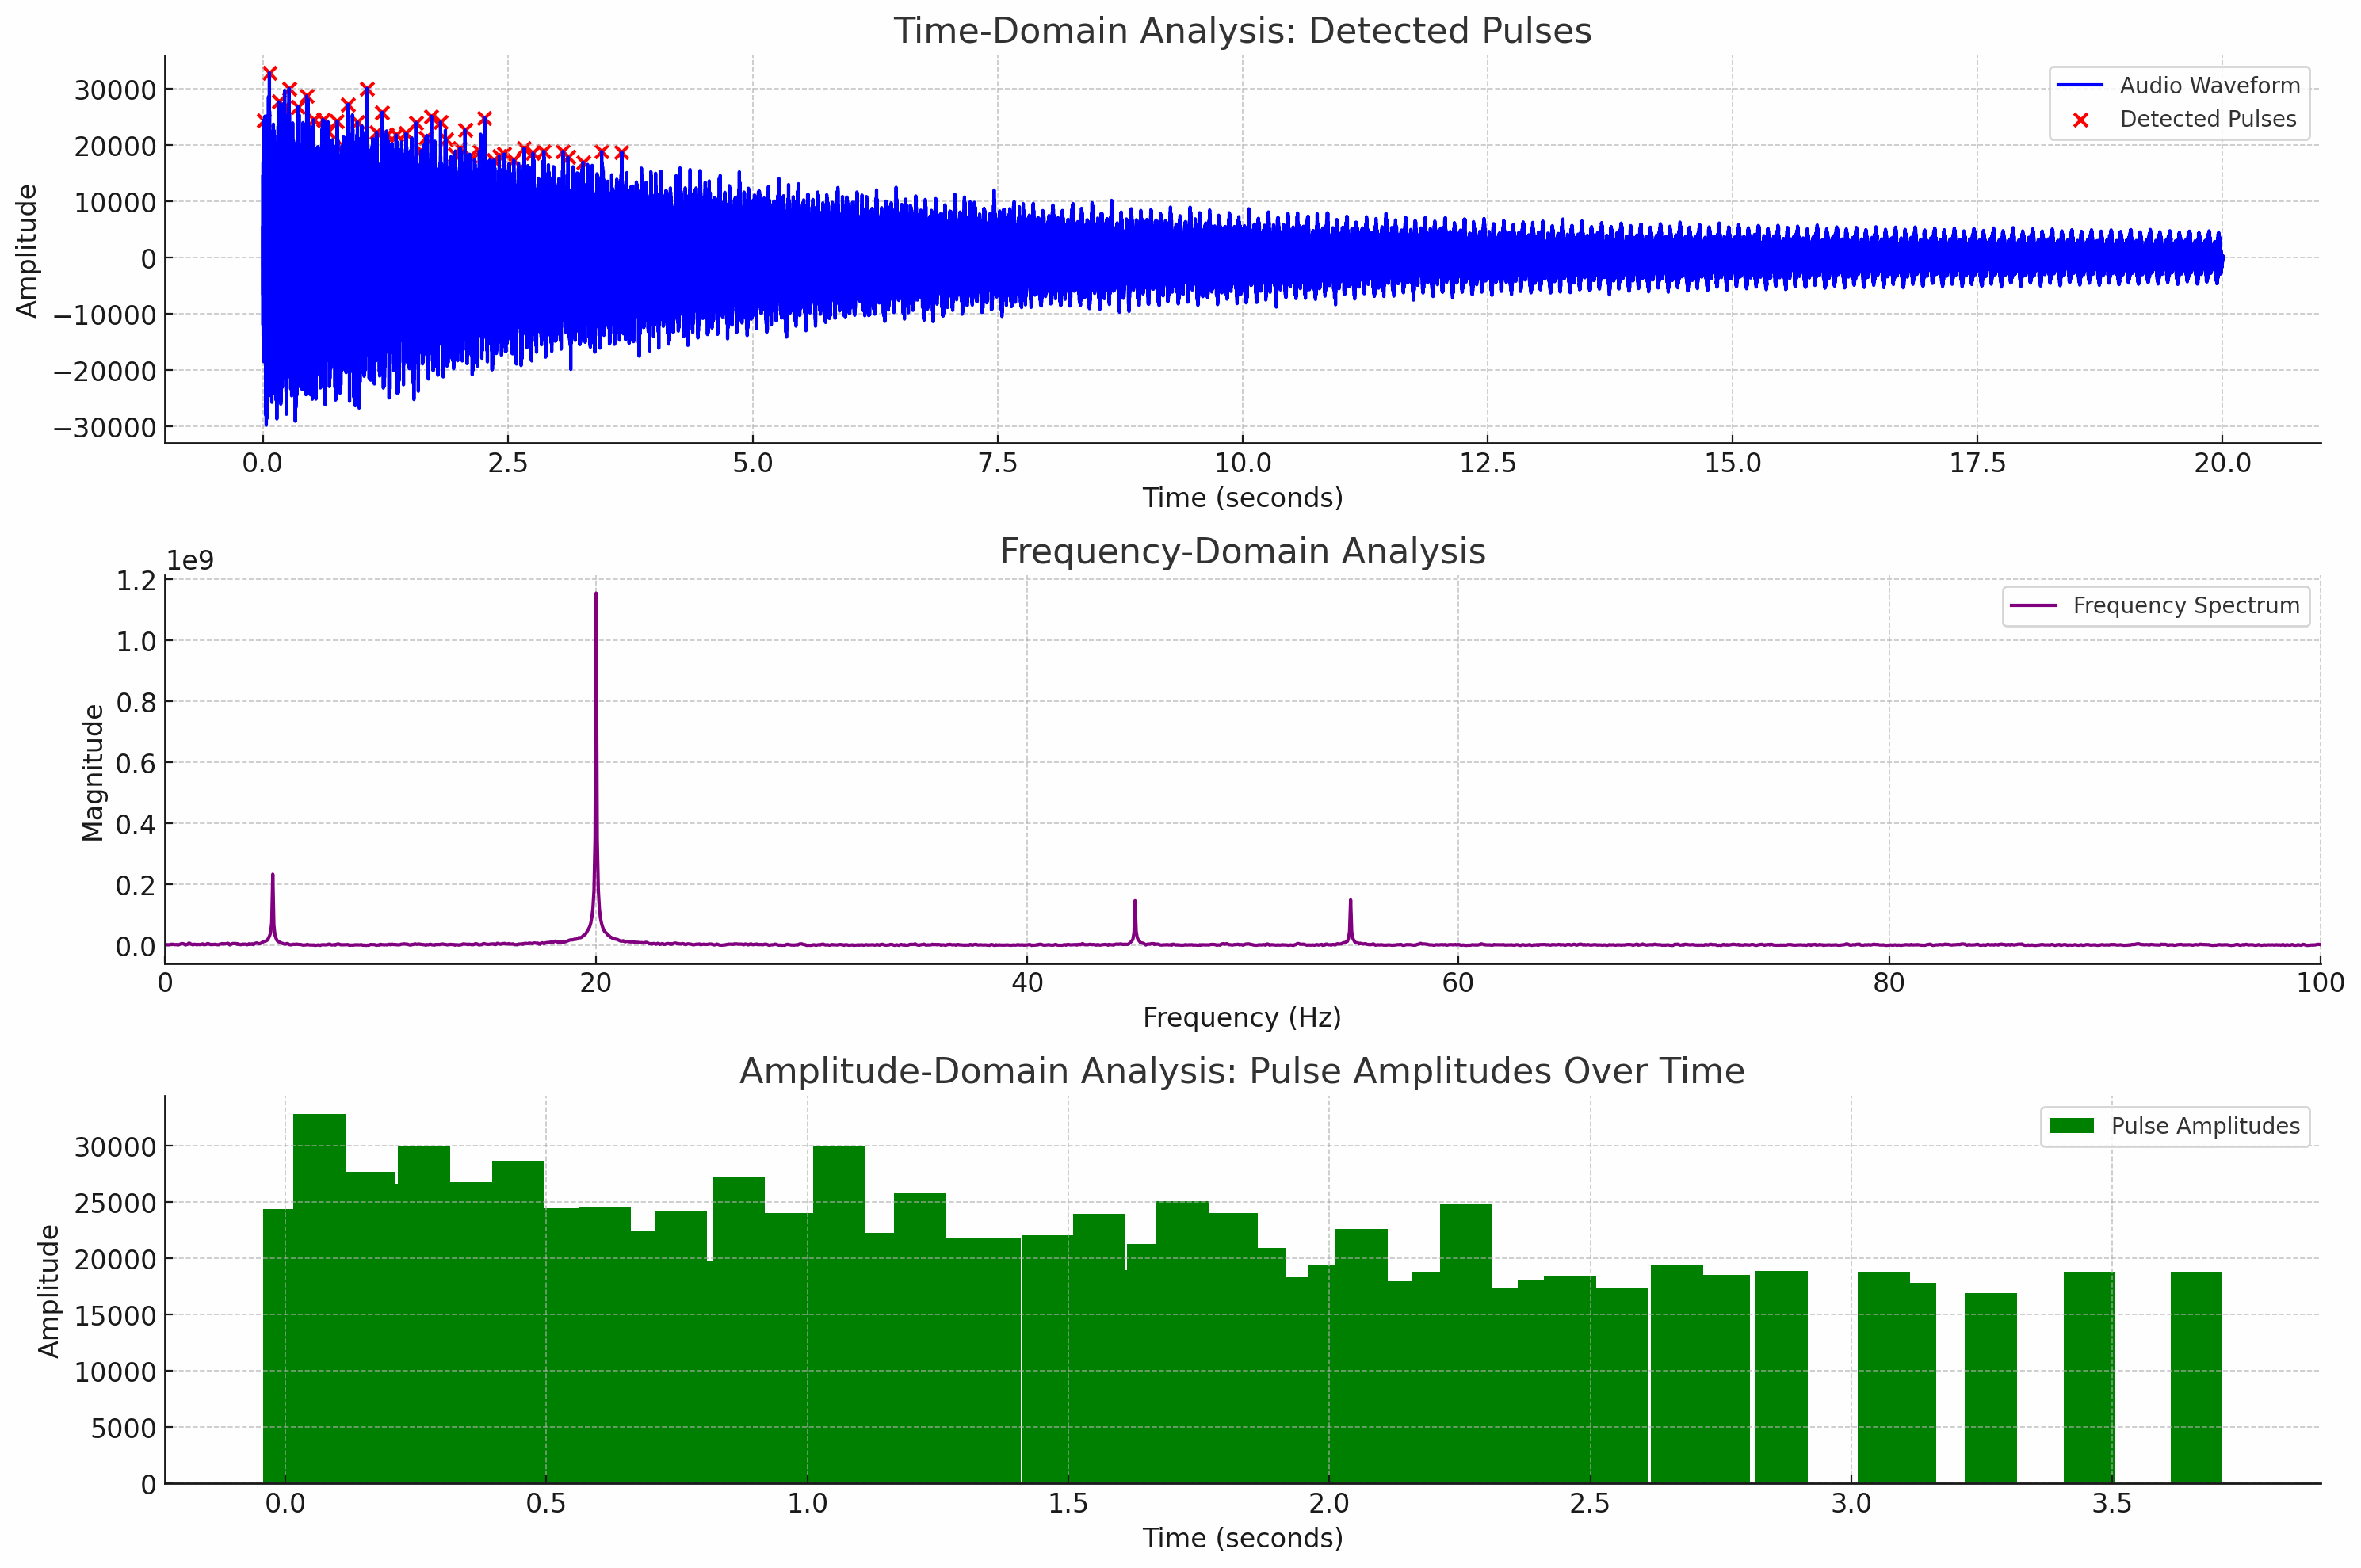 Time-Domain Analysis: Detected Pulses
30000
20000
10000
0
−10000
−20000
−30000
Amplitude
Audio Waveform
Detected Pulses
0.0 2.5 5.0 7.5 10.0 12.5 15.0 17.5 20.0
Time (seconds)
Frequency-Domain Analysis
1e9
1.2
1.0
0.8
0.6
0.4
0.2
0.0
Magnitude
Frequency Spectrum
0 20 40 60 80 100
Frequency (Hz)
Amplitude-Domain Analysis: Pulse Amplitudes Over Time
30000
25000
20000
15000
10000
5000
0
Amplitude
Pulse Amplitudes
0.0 0.5 1.0 1.5 2.0 2.5 3.0 3.5
Time (seconds)